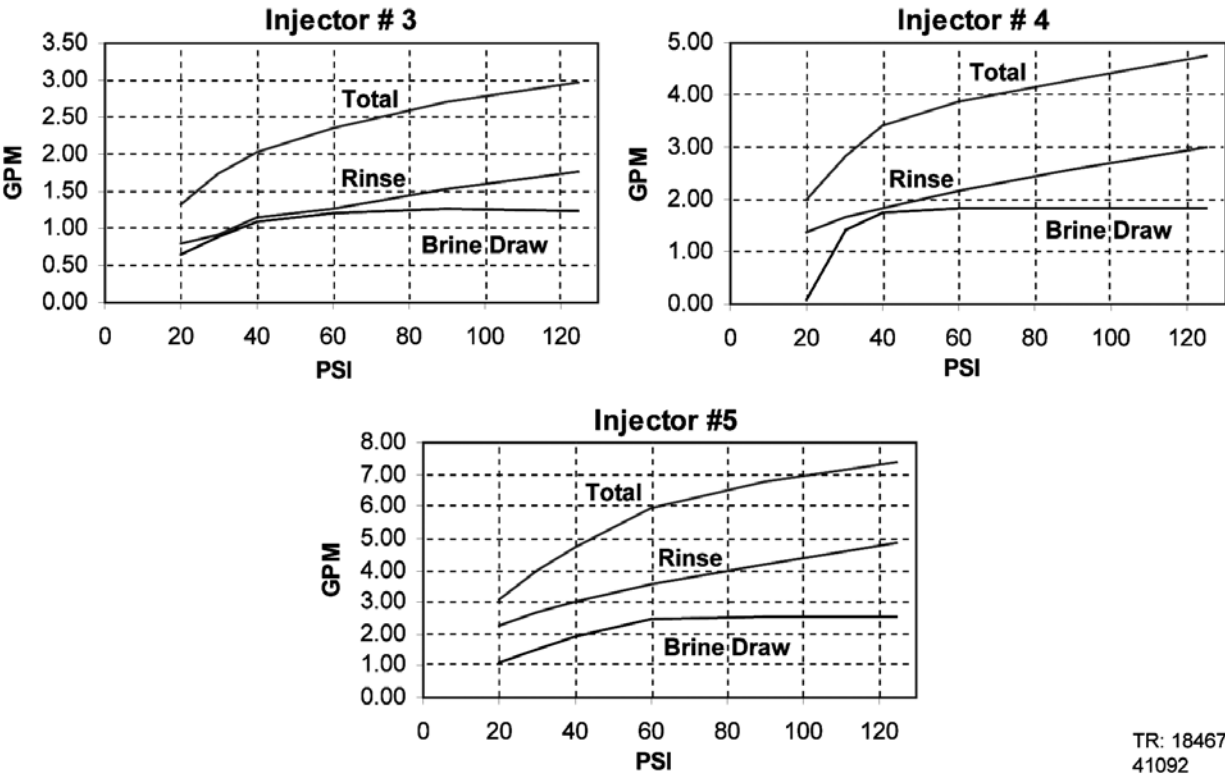 Injector # 3
GPM
3.50
3.00
2.50
2.00
1.50
1.00
0.50
0.00
Total
Rinse
Brine Draw
0 20 40 60 80 100 120
PSI
Injector # 4
GPM
5.00
4.00
3.00
2.00
1.00
0.00
Total
Rinse
Brine Draw
0 20 40 60 80 100 120
PSI
Injector #5
GPM
8.00
7.00
6.00
5.00
4.00
3.00
2.00
1.00
0.00
Total
Rinse
Brine Draw
0 20 40 60 80 100 120
PSI
TR: 18467
41092